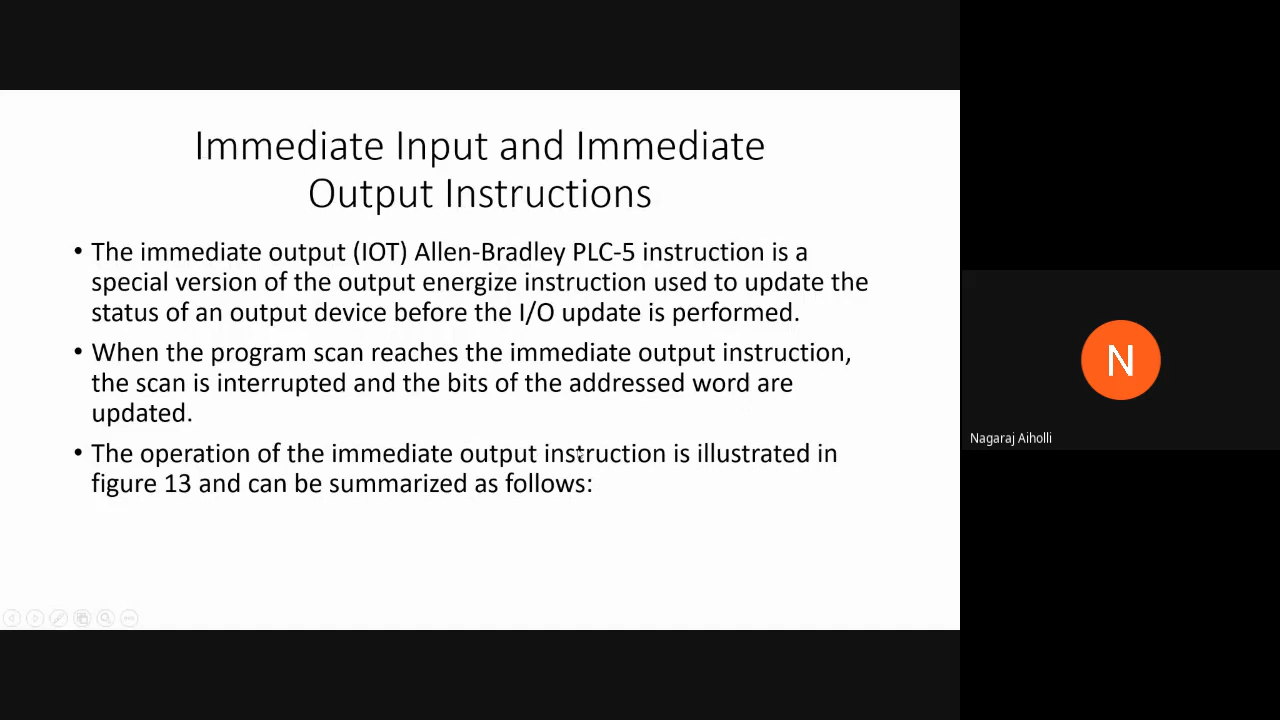 Immediate Input and Immediate
Output Instructions
• The immediate output (IOT) Allen-Bradley PLC-5 instruction is a
special version of the output energize instruction used to update the
status of an output device before the I/O update is performed.
• When the program scan reaches the immediate output instruction,
the scan is interrupted and the bits of the addressed word are
updated.
• The operation of the immediate output instruction is illustrated in
figure 13 and can be summarized as follows:
N
Nagaraj Aiholli